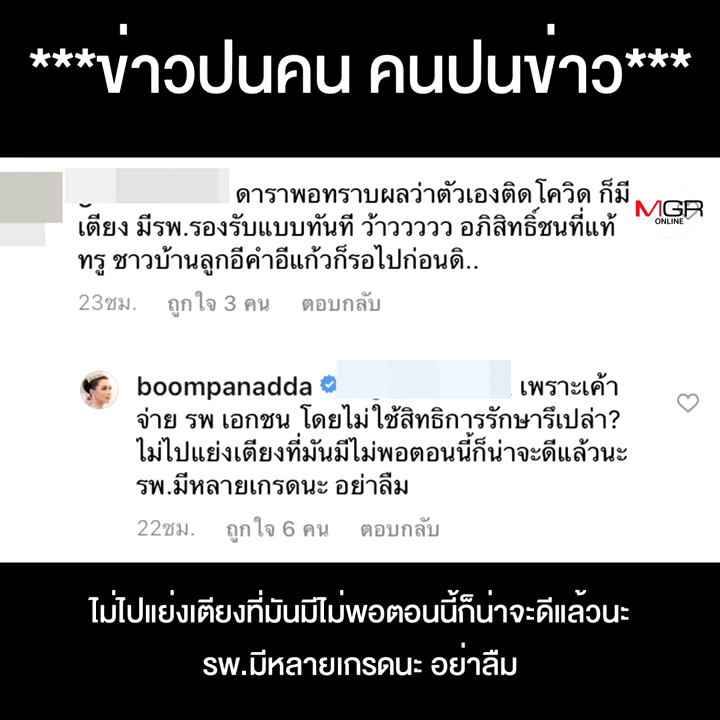 ***ข่าวปนคน คนปนข่าว***
ดาราพอทราบผลว่าตัวเองติดโควิด ก็มี
MGR
ONLINE
เตียง มีรพ.รองรับแบบทันที ว้าววววว อภิสิทธิ์ชนที่แท้
ทรู ชาวบ้านลูกอีคำอีแก้วก็รอไปก่อนดิ..
23ชม. ถูกใจ 3 คน ตอบกลับ
boompanadda เพราะเค้า
จ่าย รพ เอกชน โดยไม่ใช้สิทธิการรักษารึเปล่า?
ไม่ไปแย่งเตียงที่มันมีไม่พอตอนนี้ก็น่าจะดีแล้วนะ
รพ.มีหลายเกรดนะ อย่าลืม
22ชม. ถูกใจ 6 คน ตอบกลับ
ไม่ไปแย่งเตียงที่มันมีไม่พอตอนนี้ก็น่าจะดีแล้วนะ
รพ.มีหลายเกรดนะ อย่าลืม